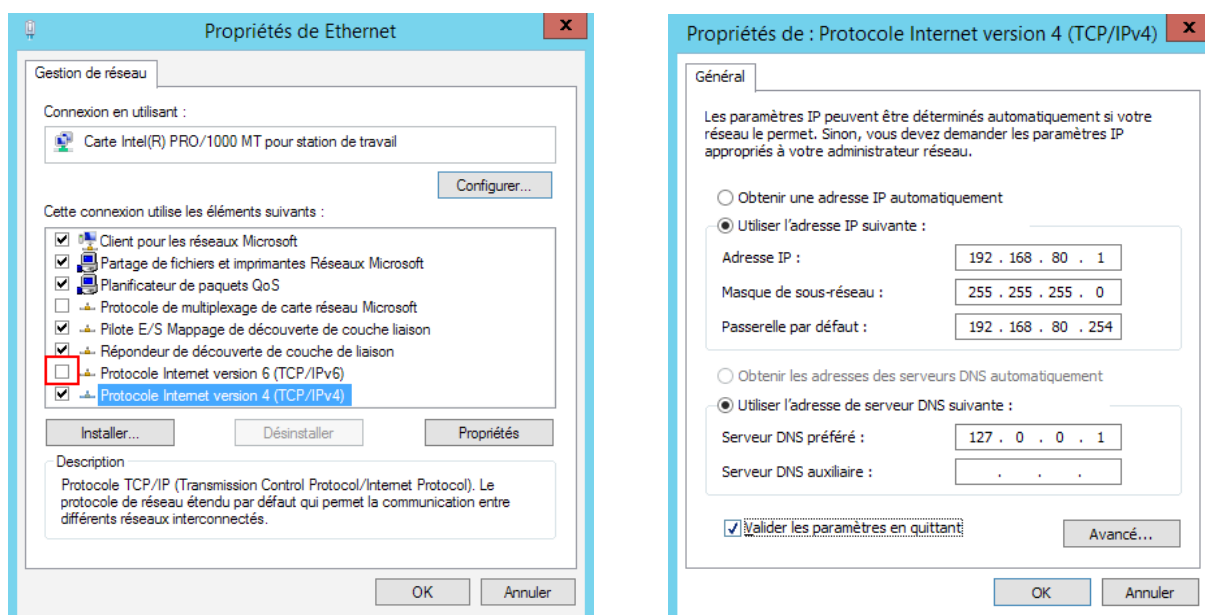 Propriétés de Ethernet
x
Gestion de réseau
Connexion en utilisant :
Carte Intel(R) PRO/1000 MT pour station de travail
Configurer...
Cette connexion utilise les éléments suivants :
Client pour les réseaux Microsoft
Partage de fichiers et imprimantes Réseaux Microsoft
Planificateur de paquets QoS
Protocole de multiplexage de carte réseau Microsoft
Pilote E/S Mappage de découverte de couche liaison
Répondeur de découverte de couche de liaison
Protocole Internet version 6 (TCP/IPv6)
Protocole Internet version 4 (TCP/IPv4)
Installer...
Désinstaller
Propriétés
Description
Protocole TCP/IP (Transmission Control Protocol/Internet Protocol). Le
protocole de réseau étendu par défaut qui permet la communication entre
différents réseaux interconnectés.
OK
Annuler
Propriétés de : Protocole Internet version 4 (TCP/IPv4)
x
Général
Les paramètres IP peuvent être déterminés automatiquement si votre
réseau le permet. Sinon, vous devez demander les paramètres IP
appropriés à votre administrateur réseau.
Obtenir une adresse IP automatiquement
Utiliser l'adresse IP suivante :
Adresse IP : 192 . 168 . 80 . 1
Masque de sous-réseau : 255 . 255 . 255 . 0
Passerelle par défaut : 192 . 168 . 80 . 254
Obtenir les adresses des serveurs DNS automatiquement
Utiliser l'adresse de serveur DNS suivante :
Serveur DNS préféré : 127 . 0 . 0 . 1
Serveur DNS auxiliaire : . . .
Valider les paramètres en quittant
Avancé...
OK
Annuler